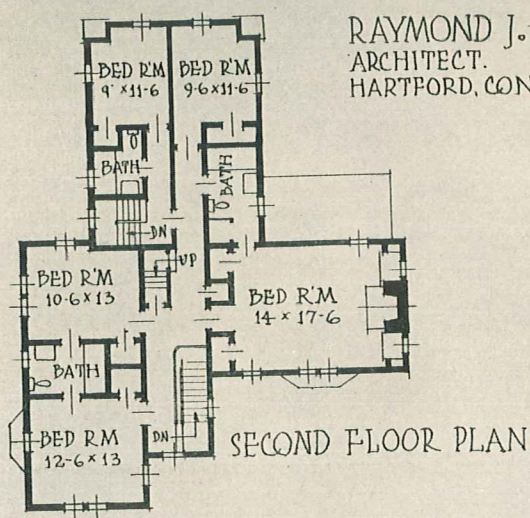 RAYMOND J.
ARCHITECT.
HARTFORD, CON
BED R'M
9' × 11-6
BED R'M
9-6 × 11-6
BATH
BATH
DN
UP
BED R'M
10-6 × 13
BED R'M
14 × 17-6
BATH
BED RM
12-6 × 13
DN
SECOND FLOOR PLAN